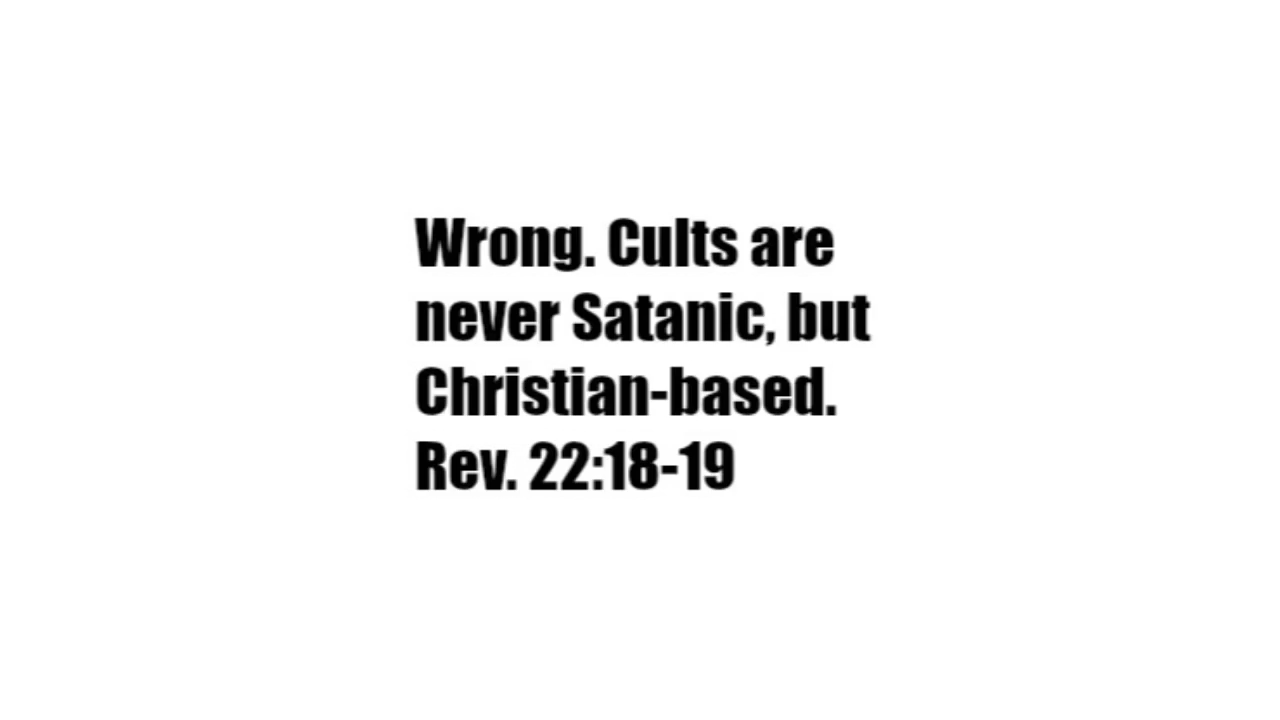 Wrong. Cults are
never Satanic, but
Christian-based.
Rev. 22:18-19